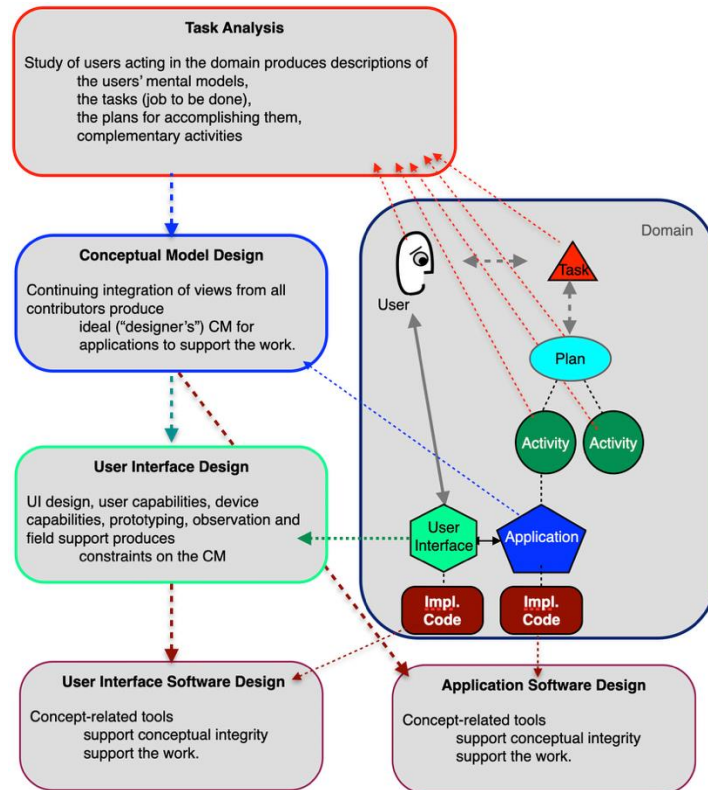 Task Analysis
Study of users acting in the domain produces descriptions of
the users' mental models,
the tasks (job to be done),
the plans for accomplishing them,
complementary activities
Conceptual Model Design
Continuing integration of views from all
contributors produce
ideal ("designer's") CM for
applications to support the work.
User Interface Design
UI design, user capabilities, device
capabilities, prototyping, observation and
field support produces
constraints on the CM
Domain
User
Task
Plan
Activity
Activity
User
Interface
Application
Impl.
Code
Impl.
Code
User Interface Software Design
Concept-related tools
support conceptual integrity
support the work.
Application Software Design
Concept-related tools
support conceptual integrity
support the work.